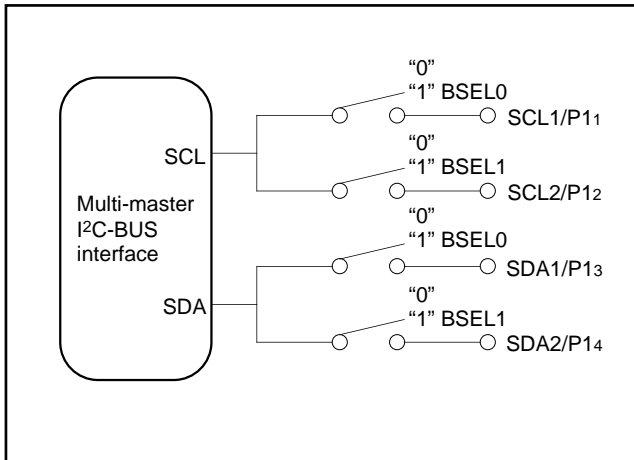 “0”
“1” BSEL0
SCL1/P11
SCL
“0”
“1” BSEL1
SCL2/P12
Multi-master
I2C-BUS
interface
“0”
“1” BSEL0
SDA1/P13
SDA
“0”
“1” BSEL1
SDA2/P14